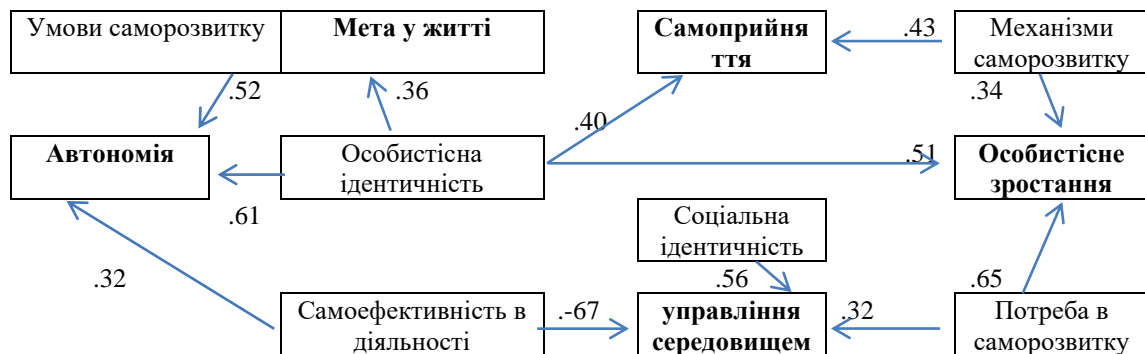 Умови саморозвитку
Мета у житті
Самоприйня
ття
.43
Механізми
саморозвитку
.52
.36
.34
.40
Автономія
Особистісна
ідентичність
.51
Особистісне
зростання
.61
Соціальна
ідентичність
.32
.56
.65
Самоефективність в
діяльності
.-67
управління
середовищем
.32
Потреба в
саморозвитку